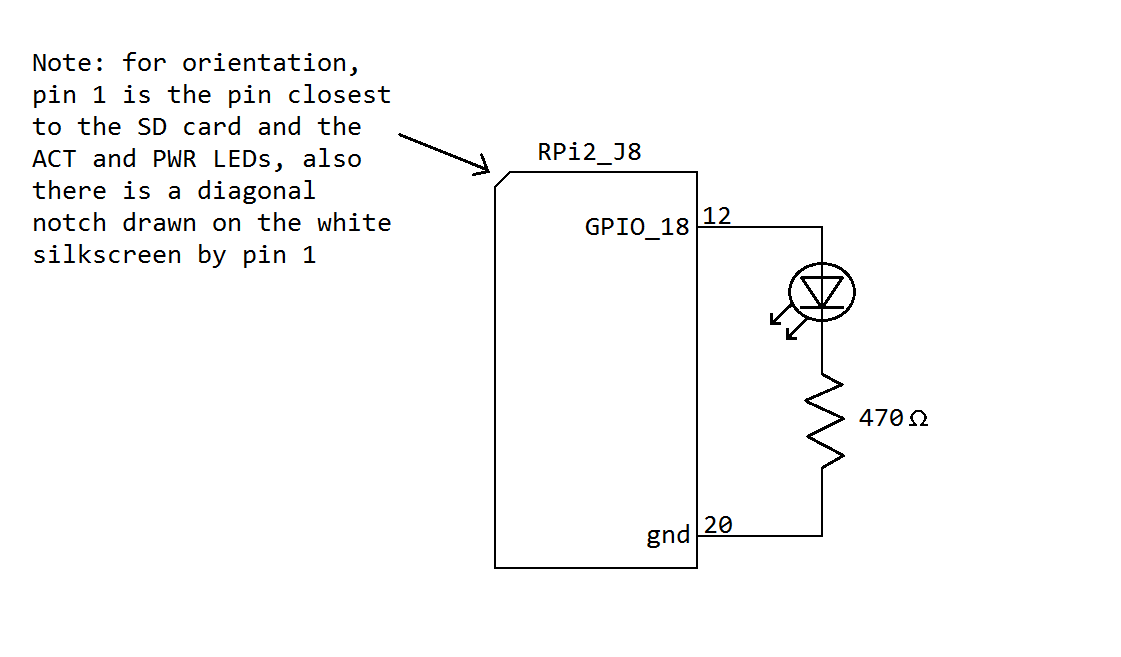 Note: for orientation,
pin 1 is the pin closest
to the SD card and the
ACT and PWR LEDs, also
there is a diagonal
notch drawn on the white
silkscreen by pin 1
RPi2_J8
GPIO_18
12
470Ω
gnd
20